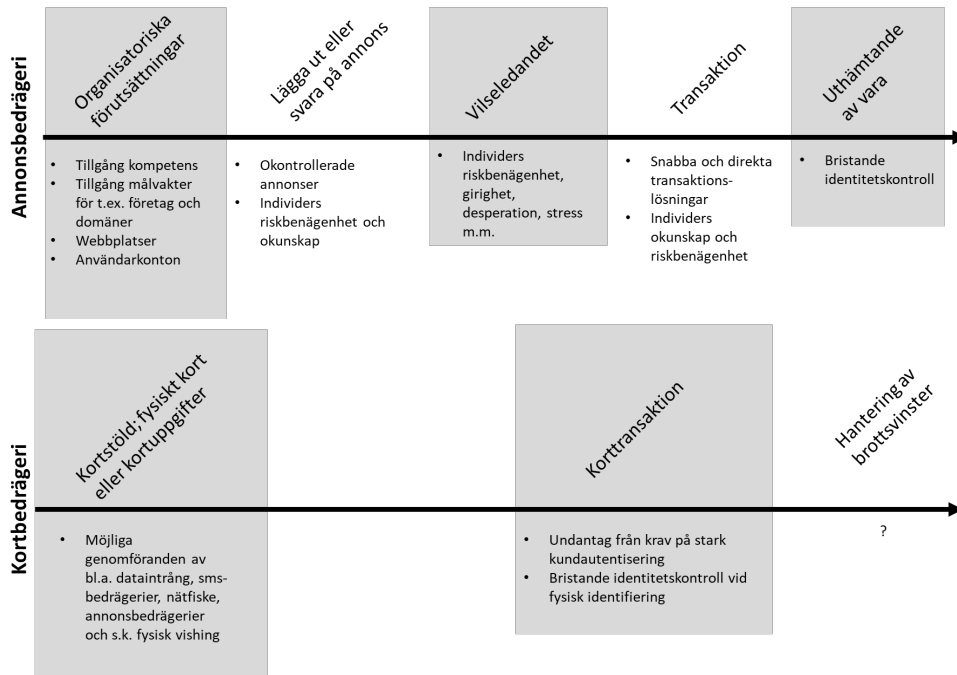 Annonsbedrägeri
Organisatoriska
förutsättningar
Lägga ut eller
svara på annons
Vilseledandet
Transaktion
Uthämtande
av vara
• Tillgång kompetens
• Tillgång målvakter
för t.ex. företag och
domäner
• Webbplatser
• Användarkonton
• Okontrollerade
annonser
• Individers
riskbenägenhet och
okunskap
• Individers
riskbenägenhet,
girighet,
desperation, stress
m.m.
• Snabba och direkta
transaktions-
lösningar
• Individers
okunskap och
riskbenägenhet
• Bristande
identitetskontroll
Kortbedrägeri
Kortstöld; fysiskt kort
eller kortuppgifter
Korttransaktion
Hantering av
brottsvinster
• Möjliga
genomföranden av
bl.a. dataintrång, sms-
bedrägerier, nätfiske,
annonsbedrägerier
och s.k. fysisk vishing
• Undantag från krav på stark
kundautentisering
• Bristande identitetskontroll vid
fysisk identifiering
?